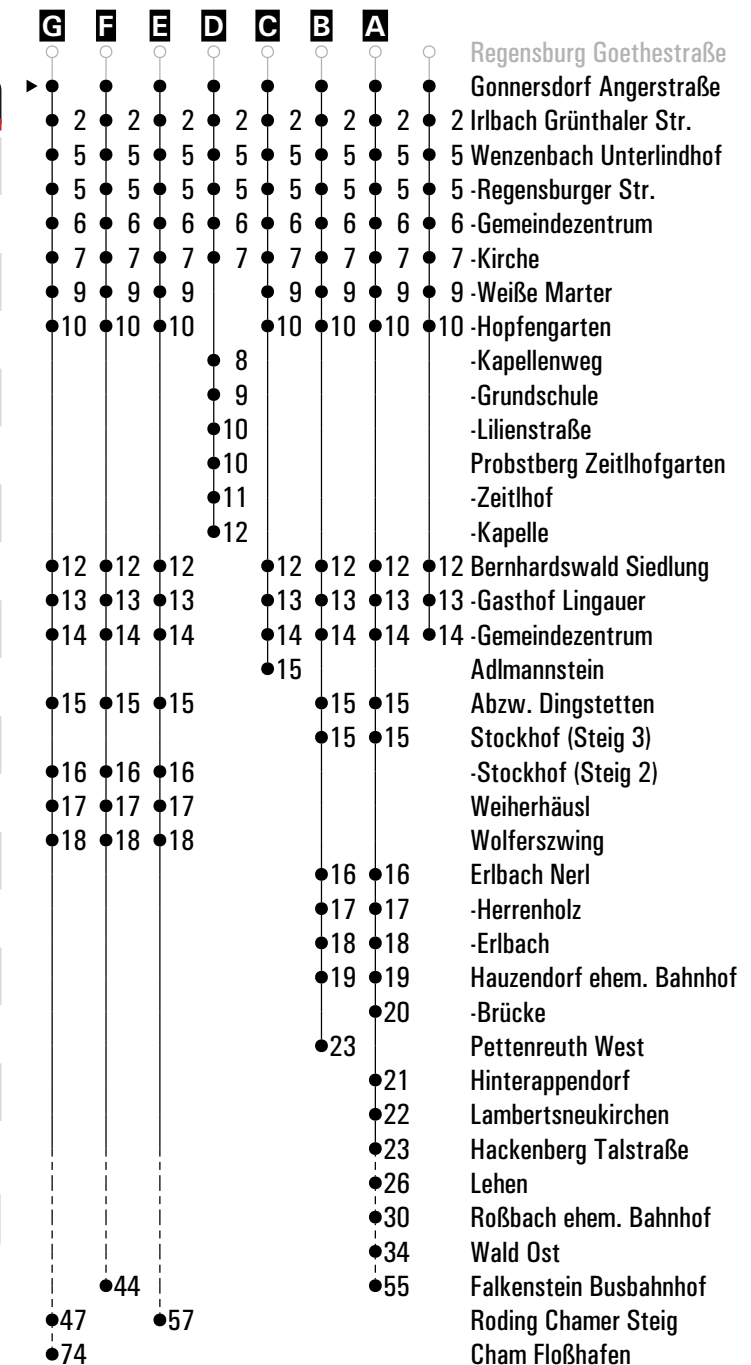 G F E D C B A
Regensburg Goethestraße
Gonnersdorf Angerstraße
2 2 2 2 2 2 2 2 Irlbach Grünthaler Str.
5 5 5 5 5 5 5 5 Wenzenbach Unterlindhof
5 5 5 5 5 5 5 5 -Regensburger Str.
6 6 6 6 6 6 6 6 -Gemeindezentrum
7 7 7 7 7 7 7 7 -Kirche
9 9 9 9 9 9 9 -Weiße Marter
10 10 10 10 10 10 10 -Hopfengarten
8 -Kapellenweg
9 -Grundschule
10 -Lilienstraße
10 Probstberg Zeitlhofgarten
11 -Zeitlhof
12 -Kapelle
12 12 12 12 12 12 12 Bernhardswald Siedlung
13 13 13 13 13 13 13 -Gasthof Lingauer
14 14 14 14 14 14 14 -Gemeindezentrum
15 Adlmannstein
15 15 15 15 15 Abzw. Dingstetten
15 15 Stockhof (Steig 3)
16 16 16 -Stockhof (Steig 2)
17 17 17 Weiherhäusl
18 18 18 Wolferszwing
16 16 Erlbach Nerl
17 17 -Herrenholz
18 18 -Erlbach
19 19 Hauzendorf ehem. Bahnhof
20 -Brücke
23 Pettenreuth West
21 Hinterappendorf
22 Lambertsneukirchen
23 Hackenberg Talstraße
26 Lehen
30 Roßbach ehem. Bahnhof
34 Wald Ost
44 55 Falkenstein Busbahnhof
47 57 Roding Chamer Steig
74 Cham Floßhafen